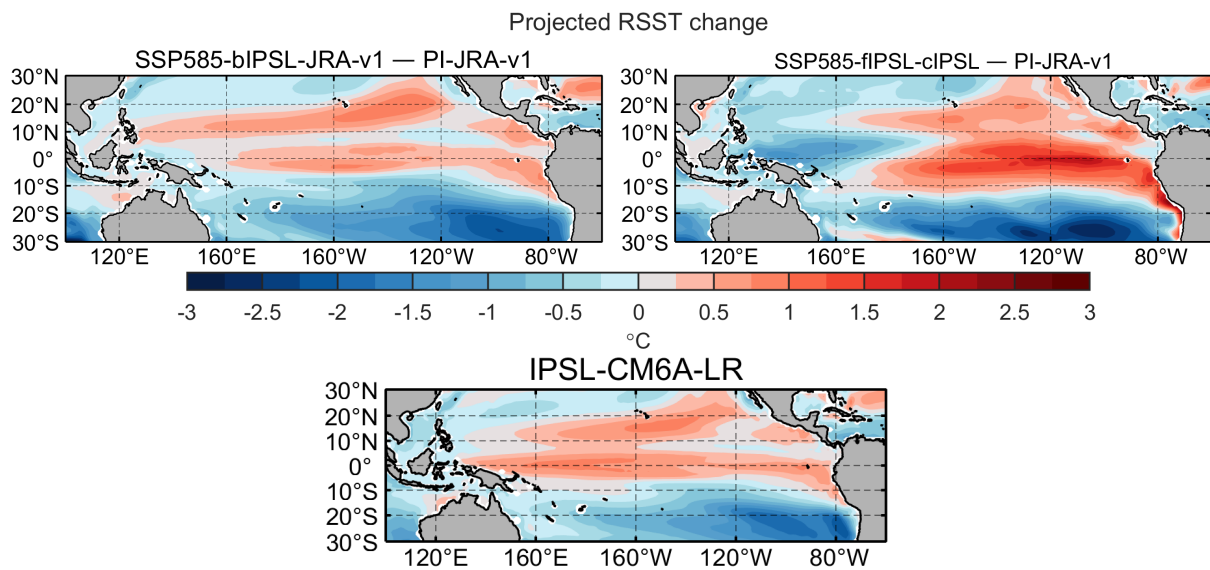 Projected RSST change
SSP585-bIPSL-JRA-v1 — PI-JRA-v1
SSP585-fIPSL-cIPSL — PI-JRA-v1
30°N
20°N
10°N
0°
10°S
20°S
30°S
120°E 160°E 160°W 120°W 80°W
30°N
20°N
10°N
0°
10°S
20°S
30°S
120°E 160°E 160°W 120°W 80°W
-3 -2.5 -2 -1.5 -1 -0.5 0 0.5 1 1.5 2 2.5 3
°C
IPSL-CM6A-LR
30°N
20°N
10°N
0°
10°S
20°S
30°S
120°E 160°E 160°W 120°W 80°W